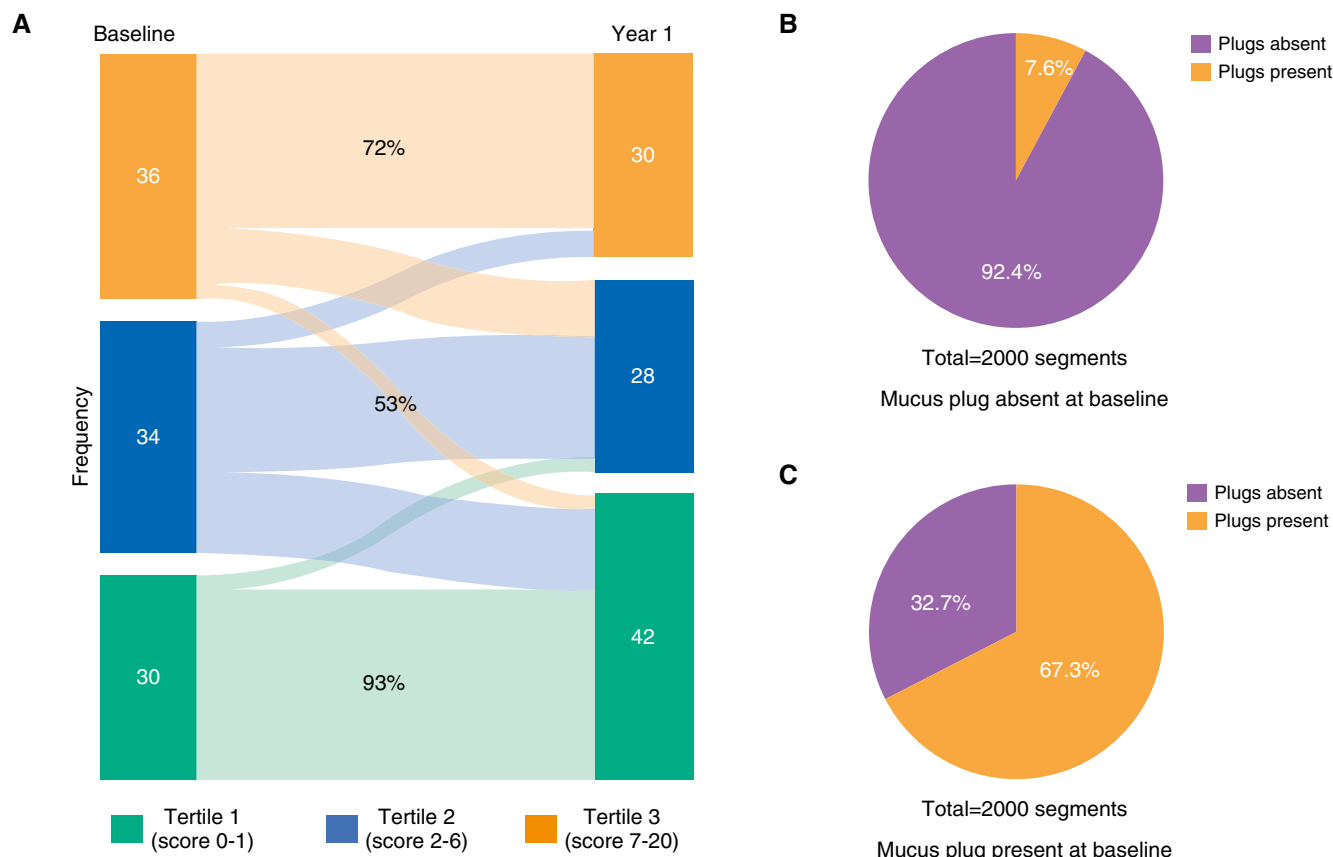 A
Baseline
Year 1
36
72%
30
Frequency
34
53%
28
30
93%
42
Tertile 1
(score 0-1)
Tertile 2
(score 2-6)
Tertile 3
(score 7-20)
B
Plugs absent
Plugs present
7.6%
92.4%
Total=2000 segments
Mucus plug absent at baseline
C
Plugs absent
Plugs present
32.7%
67.3%
Total=2000 segments
Mucus plug present at baseline